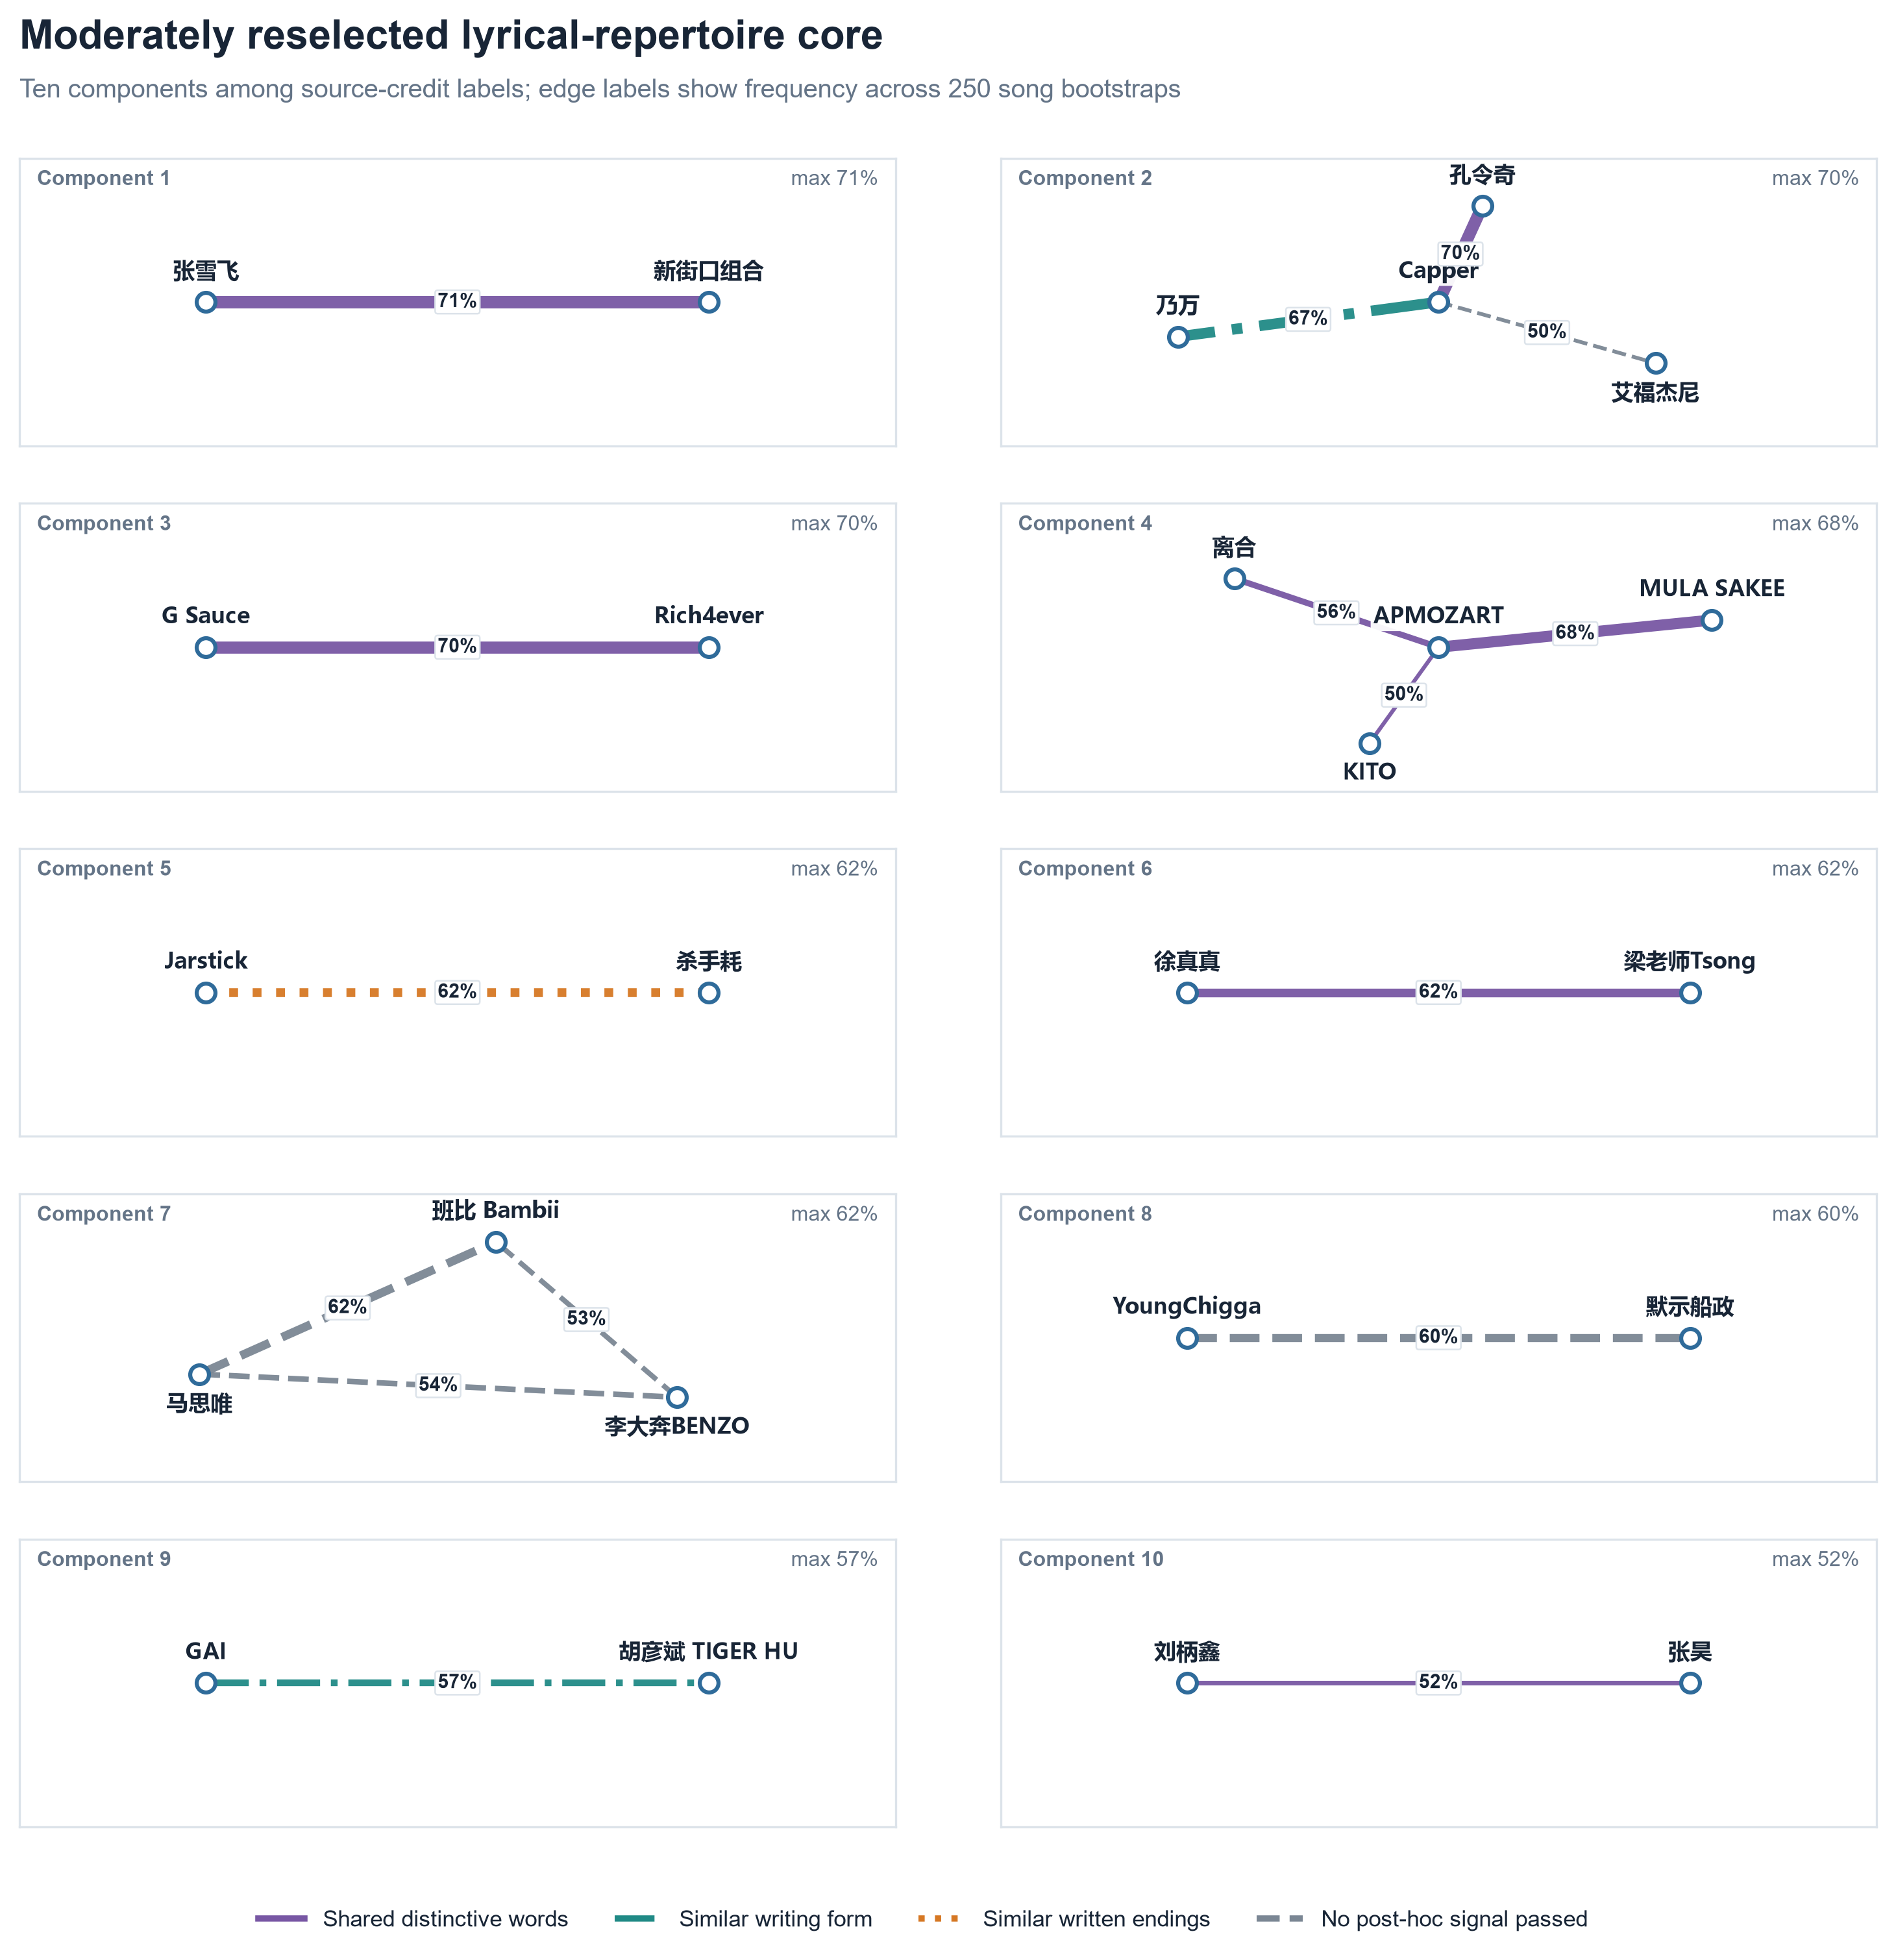 Moderately reselected lyrical-repertoire core
Ten components among source-credit labels; edge labels show frequency across 250 song bootstraps
Component 1
max 71%
张雪飞
新街口组合
71%
Component 2
max 70%
孔令奇
70%
Capper
乃万
67%
50%
艾福杰尼
Component 3
max 70%
G Sauce
Rich4ever
70%
Component 4
max 68%
离合
MULA SAKEE
56%
APMOZART
68%
50%
KITO
Component 5
max 62%
Jarstick
杀手耗
62%
Component 6
max 62%
徐真真
梁老师Tsong
62%
Component 7
max 62%
班比 Bambii
62%
53%
54%
马思唯
李大奔BENZO
Component 8
max 60%
YoungChigga
默示船政
60%
Component 9
max 57%
GAI
胡彦斌 TIGER HU
57%
Component 10
max 52%
刘柄鑫
张昊
52%
Shared distinctive words
Similar writing form
Similar written endings
No post-hoc signal passed